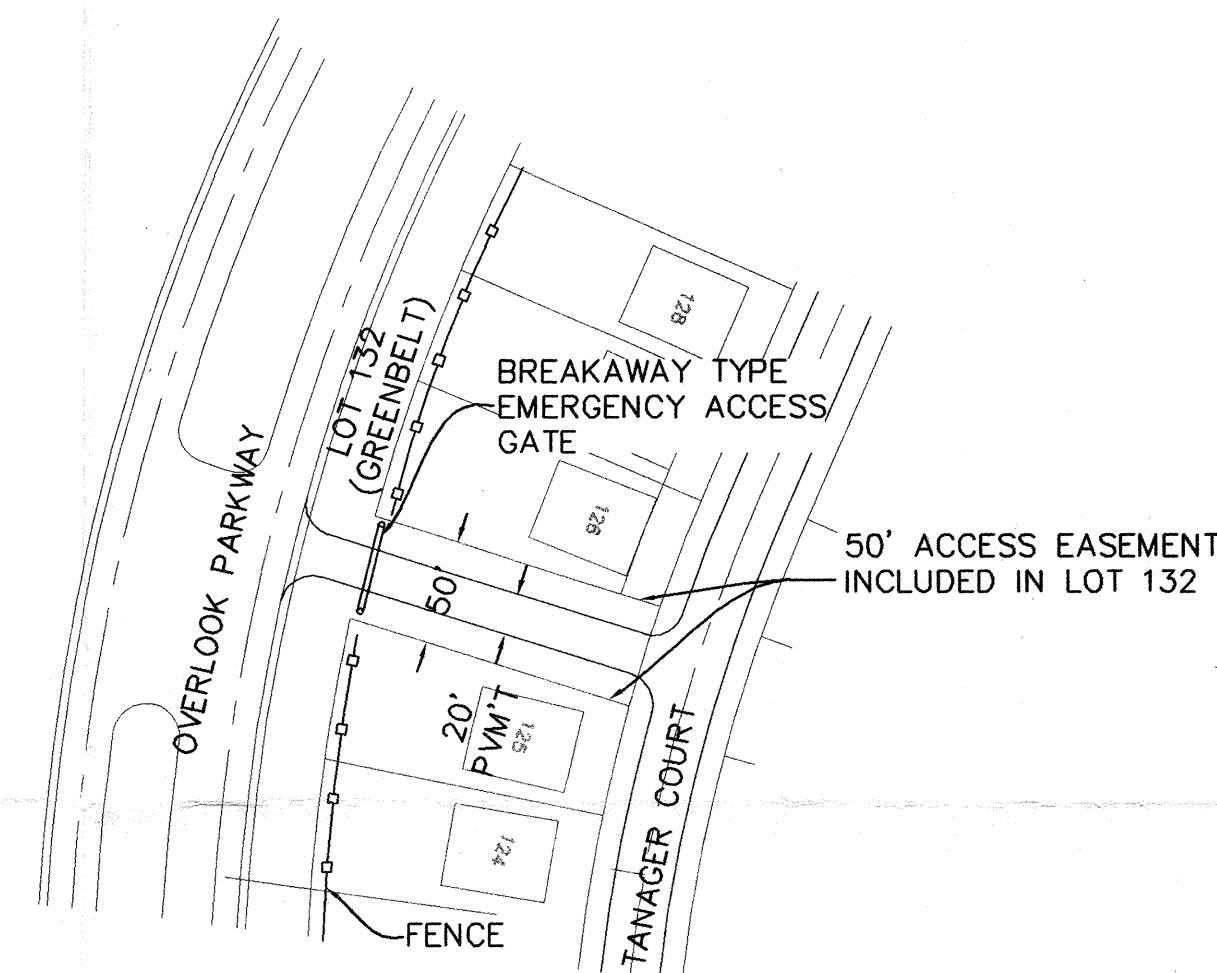 128
LOT 132
(GREENBELT)
BREAKAWAY TYPE
EMERGENCY ACCESS
GATE
OVERLOOK PARKWAY
126
50' ACCESS EASEMENT
INCLUDED IN LOT 132
50'
20'
PVM'T
125
TANAGER COURT
124
FENCE